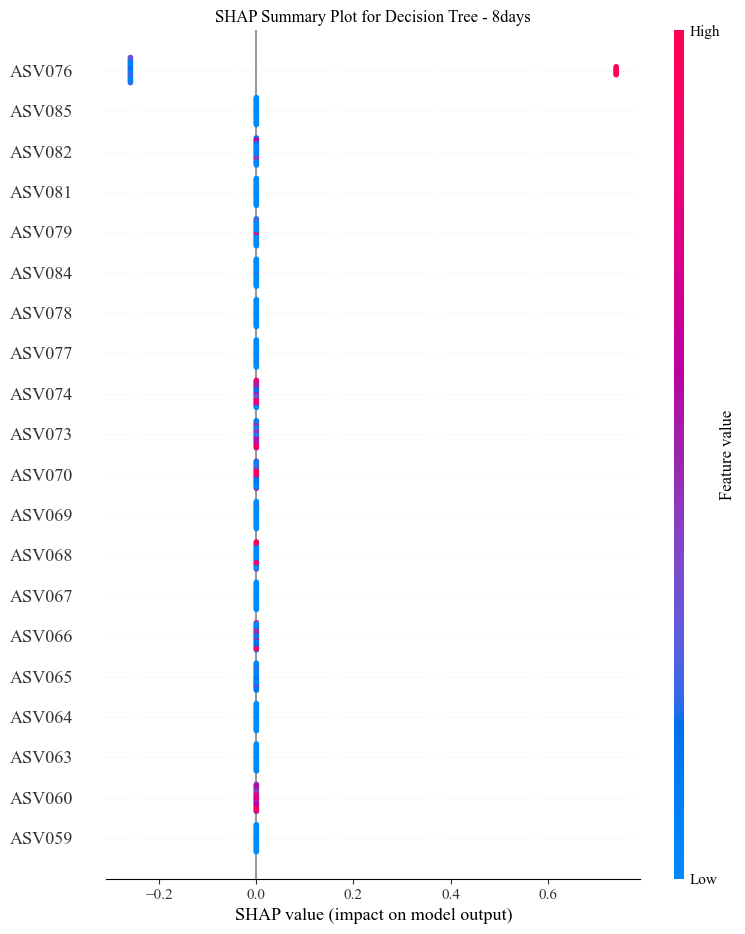 SHAP Summary Plot for Decision Tree - 8days
High
ASV076
ASV085
ASV082
ASV081
ASV079
ASV084
ASV078
ASV077
ASV074
ASV073
ASV070
ASV069
ASV068
ASV067
ASV066
ASV065
ASV064
ASV063
ASV060
ASV059
Feature value
Low
−0.2 0.0 0.2 0.4 0.6
SHAP value (impact on model output)